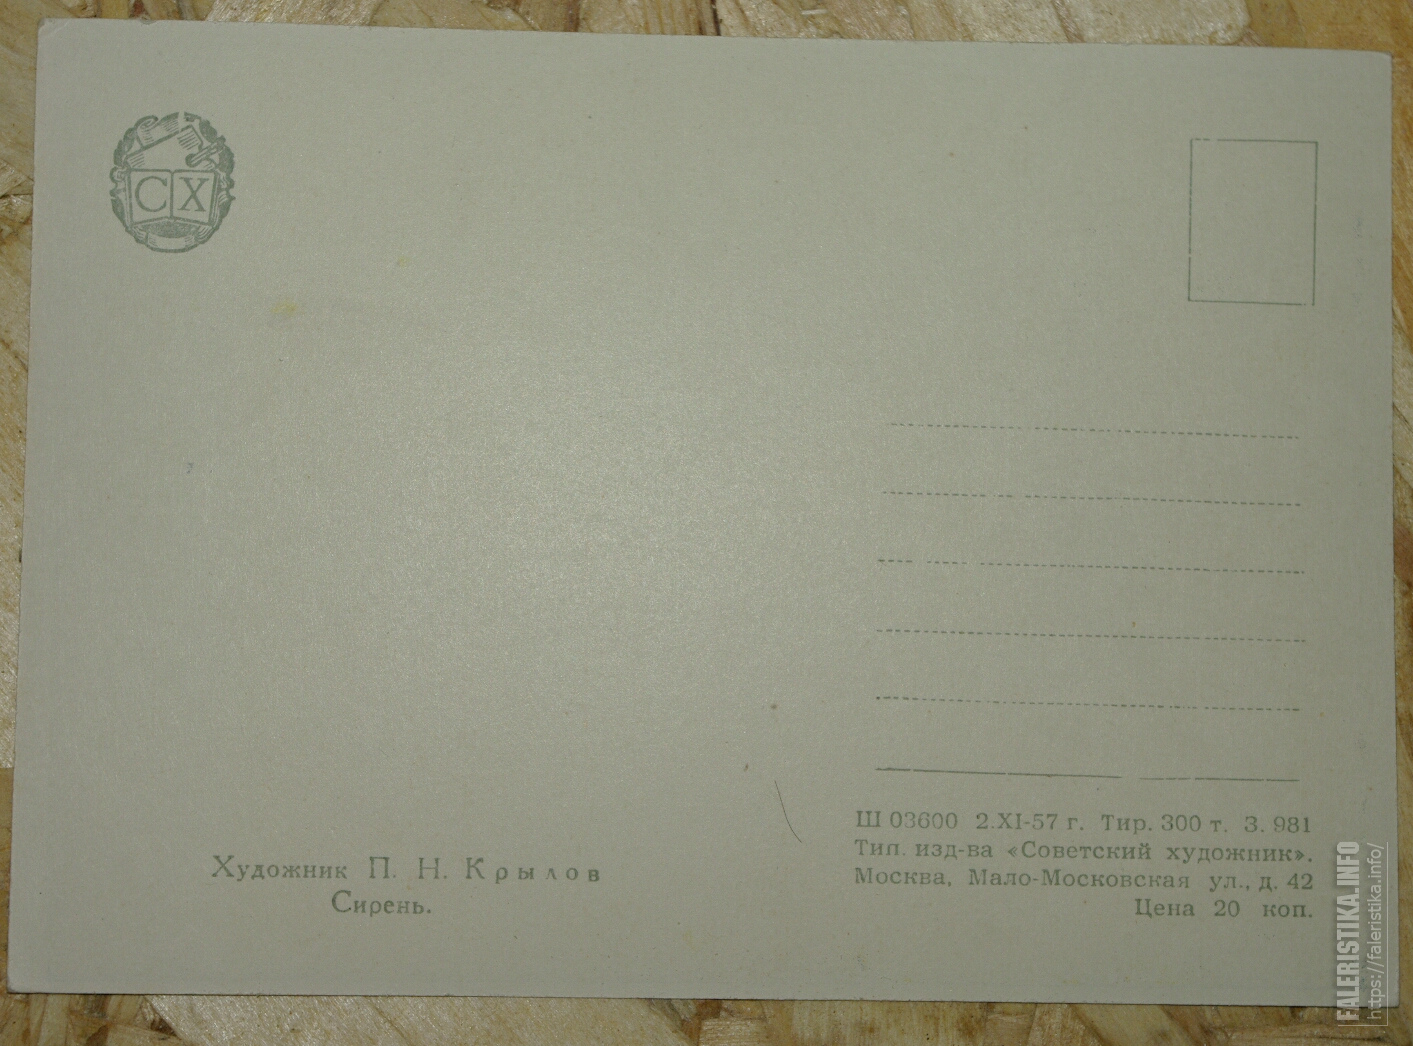 СХ
Ш 03600 2.XI-57 г. Тир. 300 т. З. 981
Тип. изд-ва «Советский художник».
Москва, Мало-Московская ул., д. 42
Цена 20 коп.
Художник П. Н. Крылов
Сирень.
FALERISTIKA.INFO
https://faleristika.info/